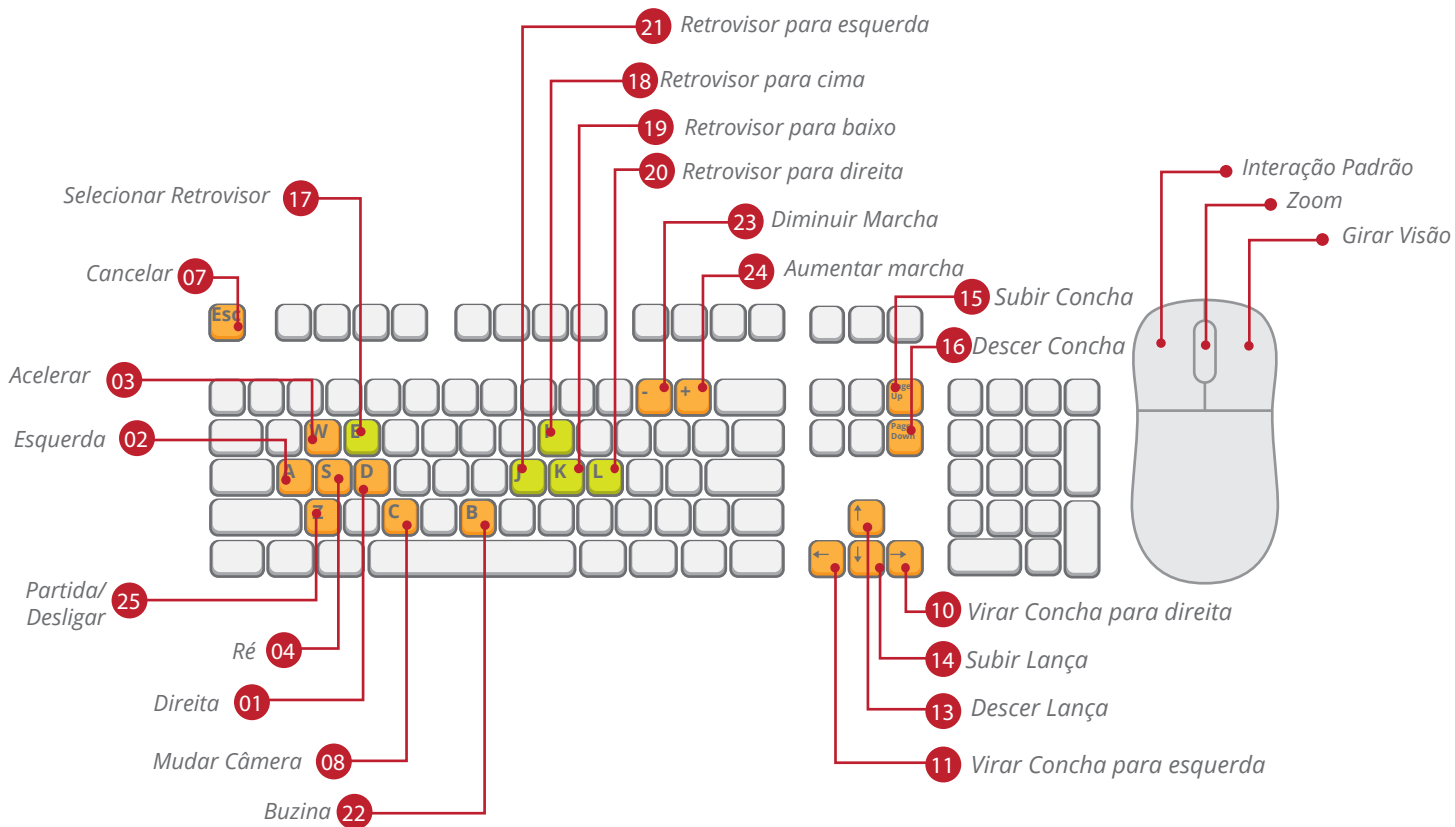 21 Retrovisor para esquerda
18 Retrovisor para cima
19 Retrovisor para baixo
20 Retrovisor para direita
Selecionar Retrovisor 17
23 Diminuir Marcha
Cancelar 07
24 Aumentar marcha
Interação Padrão
Zoom
Girar Visão
15 Subir Concha
16 Descer Concha
Esc
Acelerar 03
- +
Page
Up
Esquerda 02
W E I
Page
Down
A S D J K L
Z C B
↑
← ↓ →
Partida/
Desligar
25
Ré 04
Direita 01
Mudar Câmera 08
Buzina 22
10 Virar Concha para direita
14 Subir Lança
13 Descer Lança
11 Virar Concha para esquerda